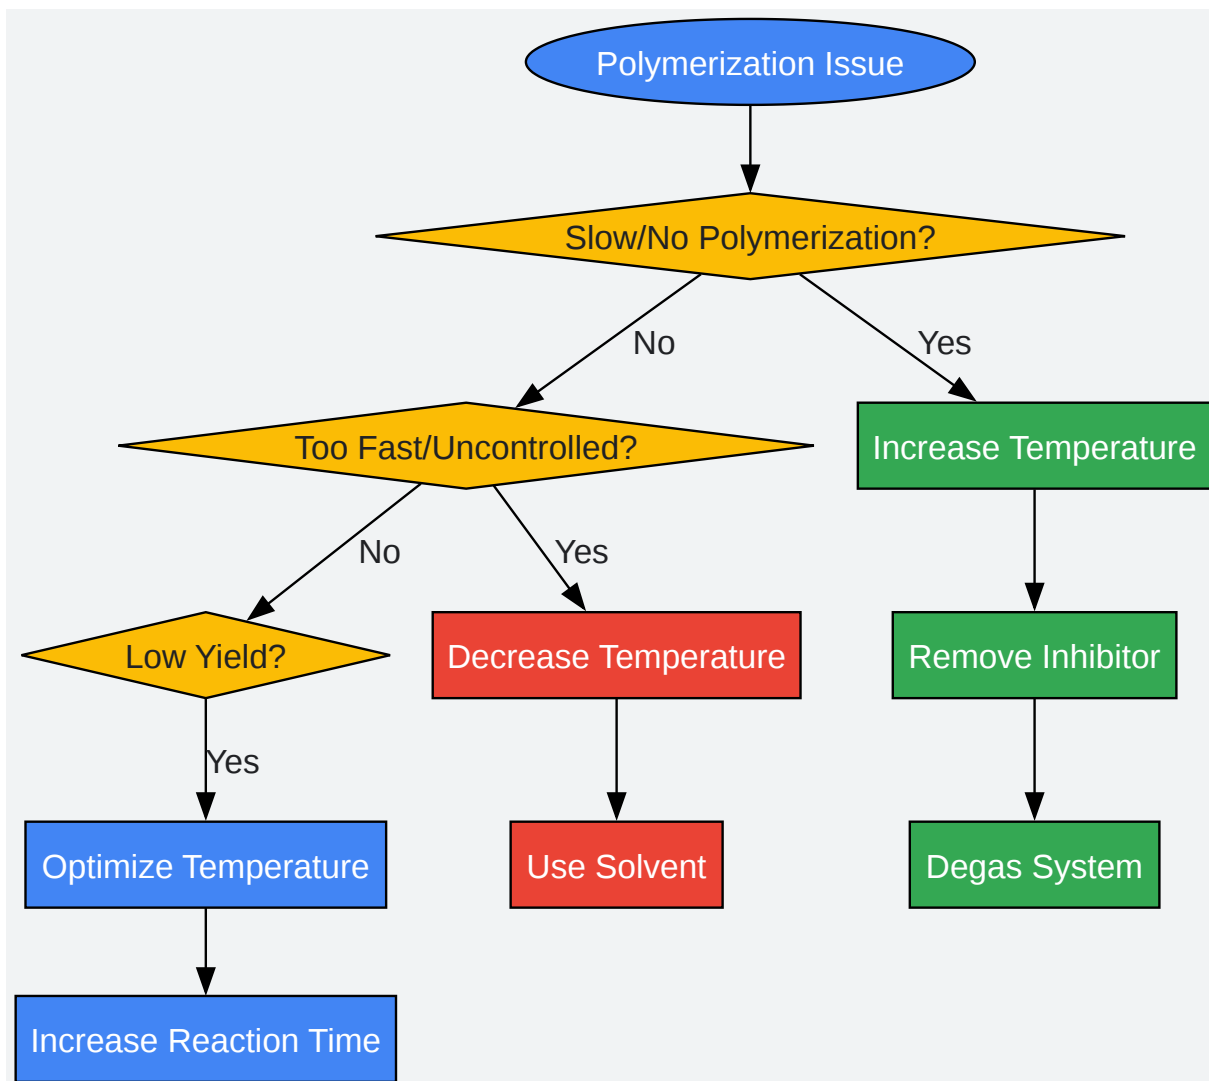 Polymerization Issue
Slow/No Polymerization?
No
Yes
Too Fast/Uncontrolled?
Increase Temperature
No
Yes
Low Yield?
Decrease Temperature
Remove Inhibitor
Yes
Optimize Temperature
Use Solvent
Degas System
Increase Reaction Time